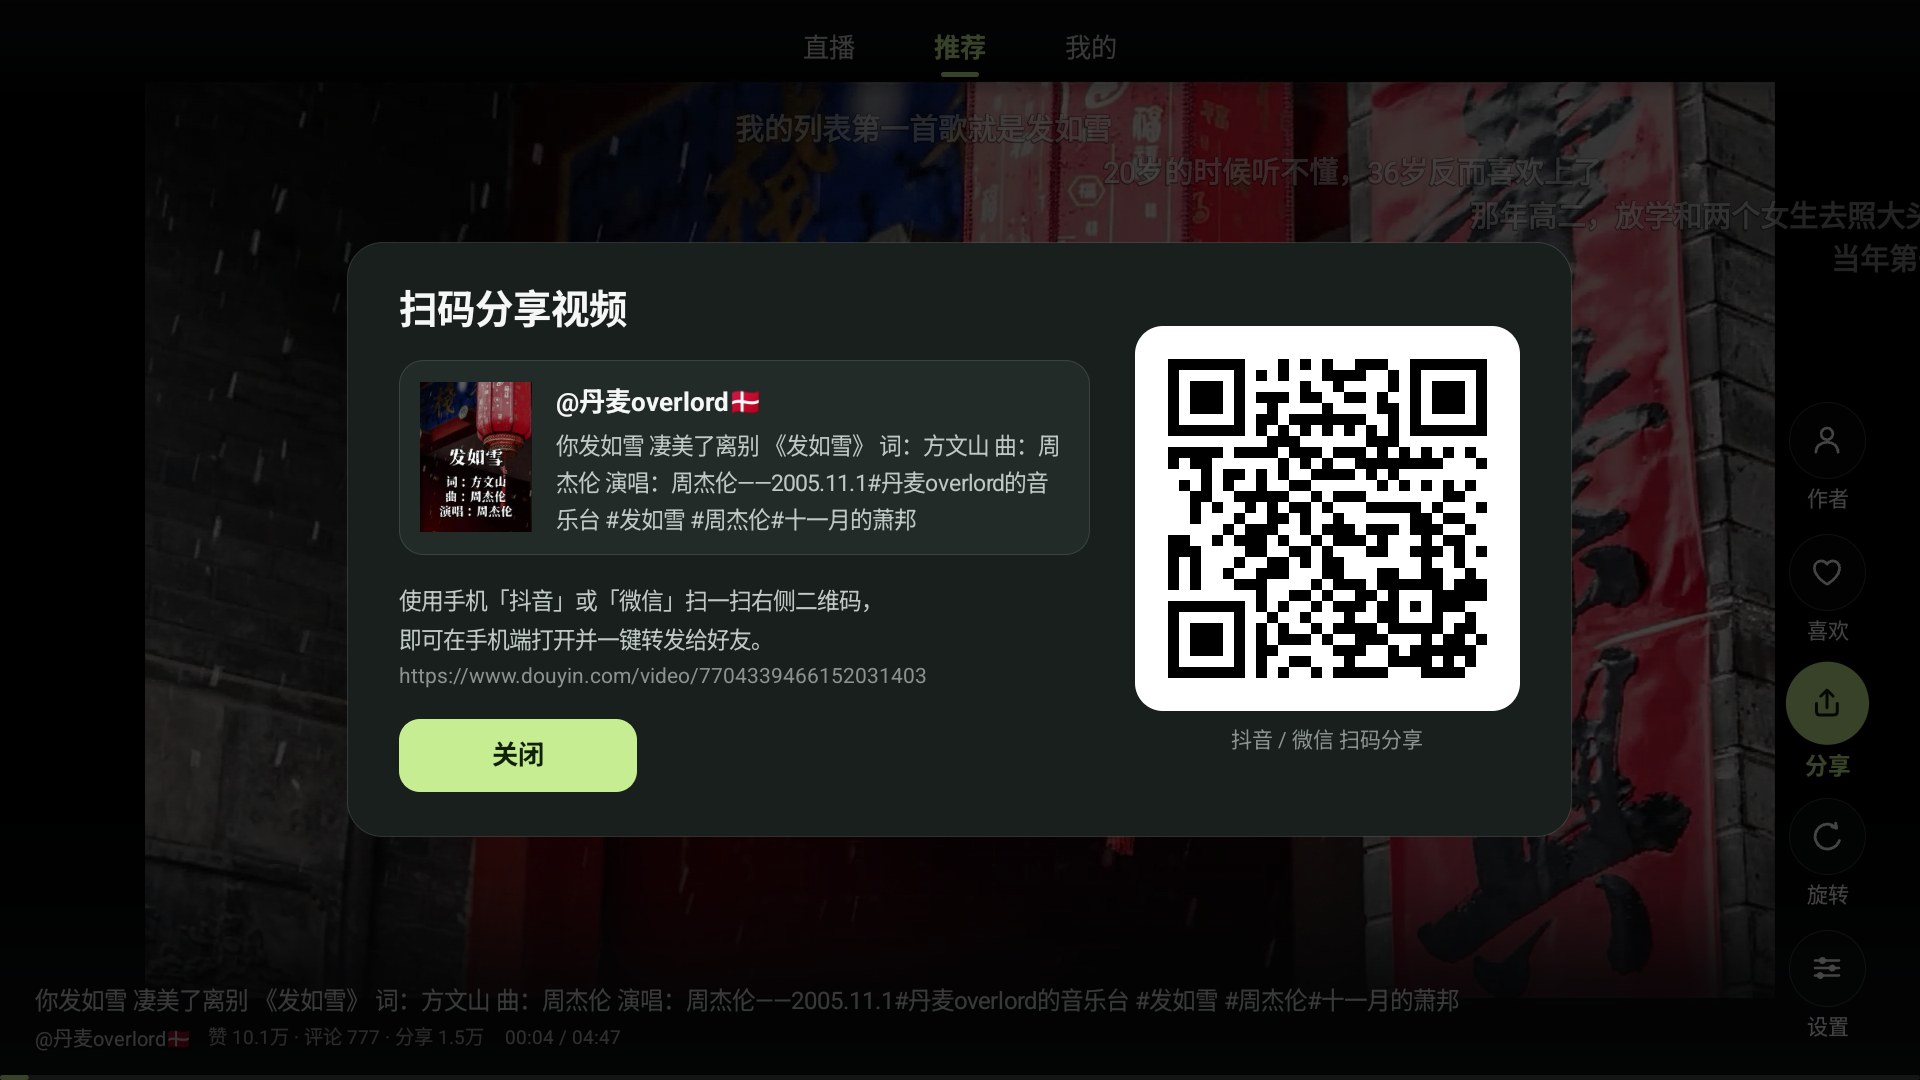 直播
推荐
我的
我的列表第一首歌就是发如雪
20岁的时候听不懂，36岁反而喜欢上了
那年高二，放学和两个女生去照大头
当年第
扫码分享视频
@丹麦overlord🇩🇰
你发如雪 凄美了离别 《发如雪》 词：方文山 曲：周
杰伦 演唱：周杰伦——2005.11.1#丹麦overlord的音
乐台 #发如雪 #周杰伦#十一月的萧邦
发如雪
词：方文山
曲：周杰伦
演唱：周杰伦
使用手机「抖音」或「微信」扫一扫右侧二维码，
即可在手机端打开并一键转发给好友。
https://www.douyin.com/video/7704339466152031403
关闭
抖音 / 微信 扫码分享
作者
喜欢
分享
旋转
设置
你发如雪 凄美了离别 《发如雪》 词：方文山 曲：周杰伦 演唱：周杰伦——2005.11.1#丹麦overlord的音乐台 #发如雪 #周杰伦#十一月的萧邦
@丹麦overlord🇩🇰 赞 10.1万 · 评论 777 · 分享 1.5万 00:04 / 04:47